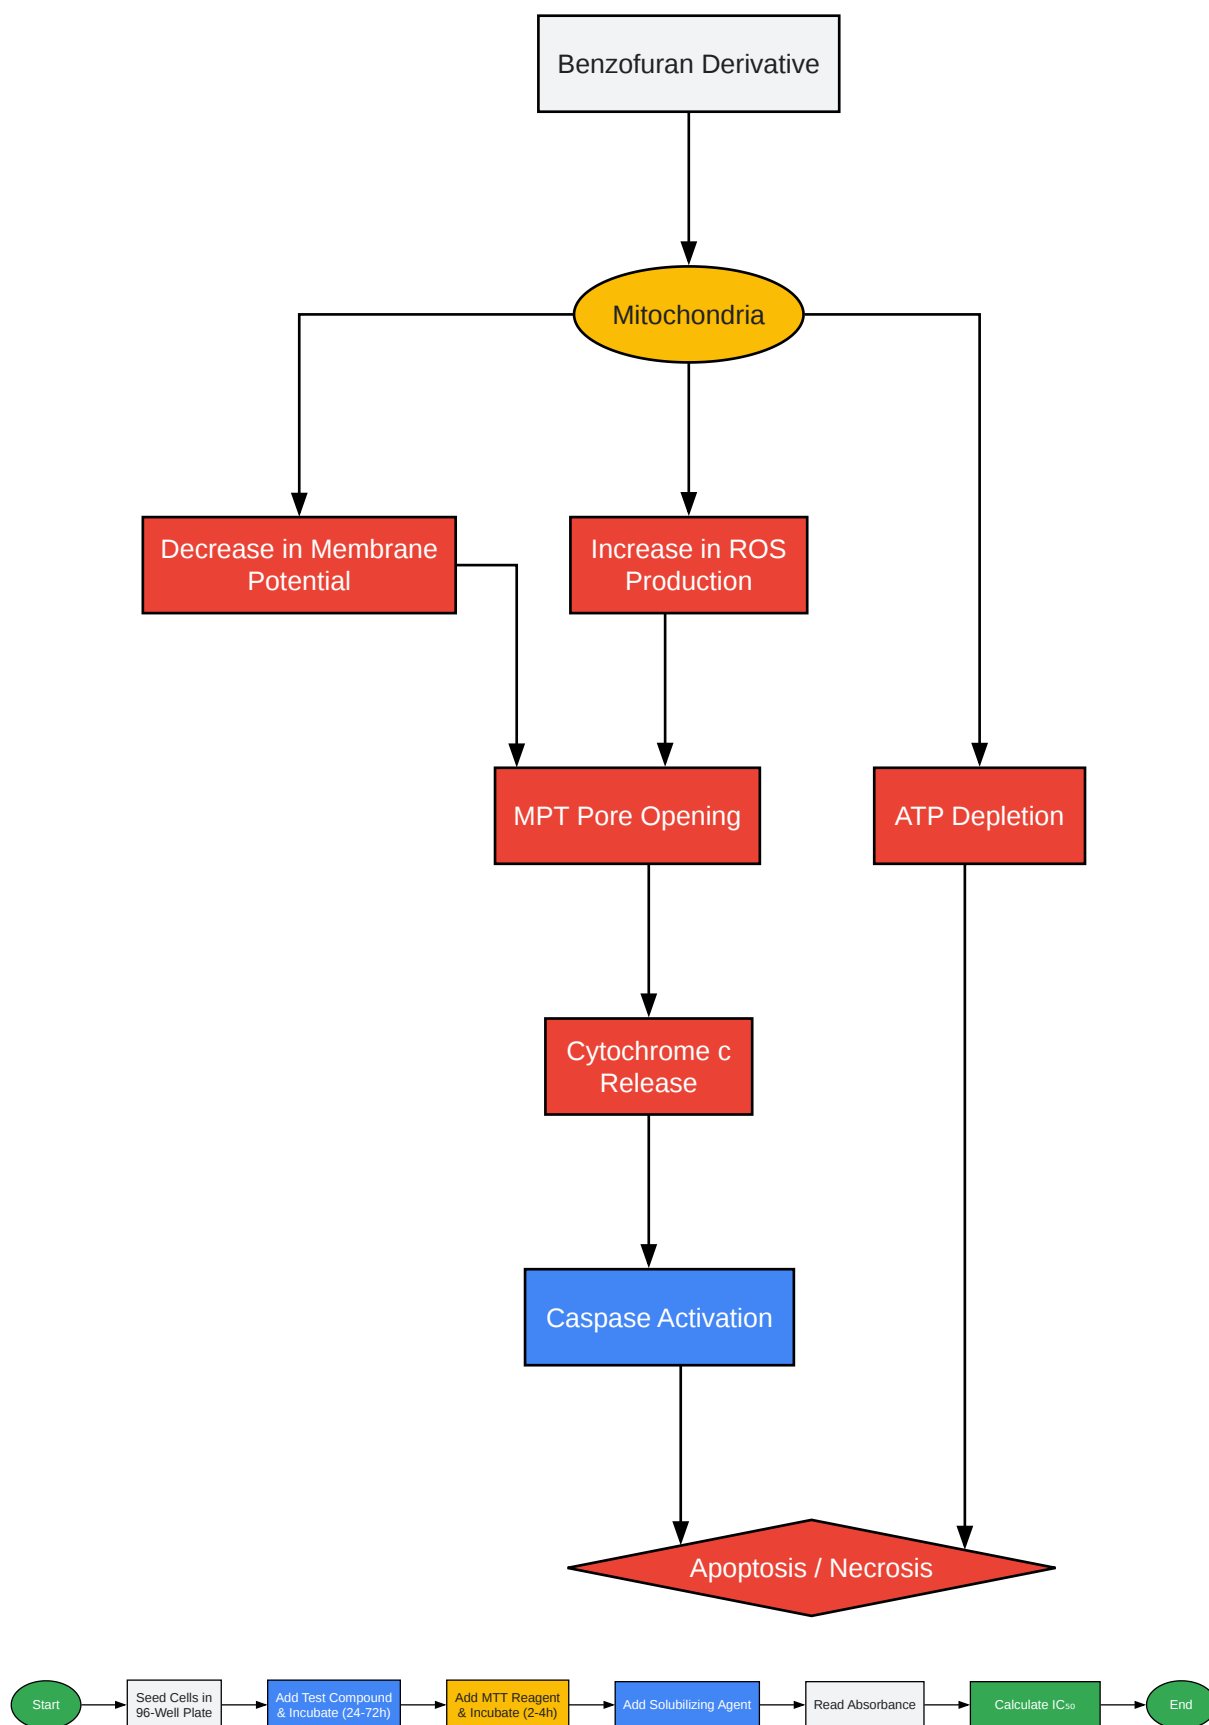 Benzofuran Derivative
Mitochondria
Decrease in Membrane
Potential
Increase in ROS
Production
MPT Pore Opening
ATP Depletion
Cytochrome c
Release
Caspase Activation
Apoptosis / Necrosis
Start
Seed Cells in
96-Well Plate
Add Test Compound
& Incubate (24-72h)
Add MTT Reagent
& Incubate (2-4h)
Add Solubilizing Agent
Read Absorbance
Calculate IC₅₀
End